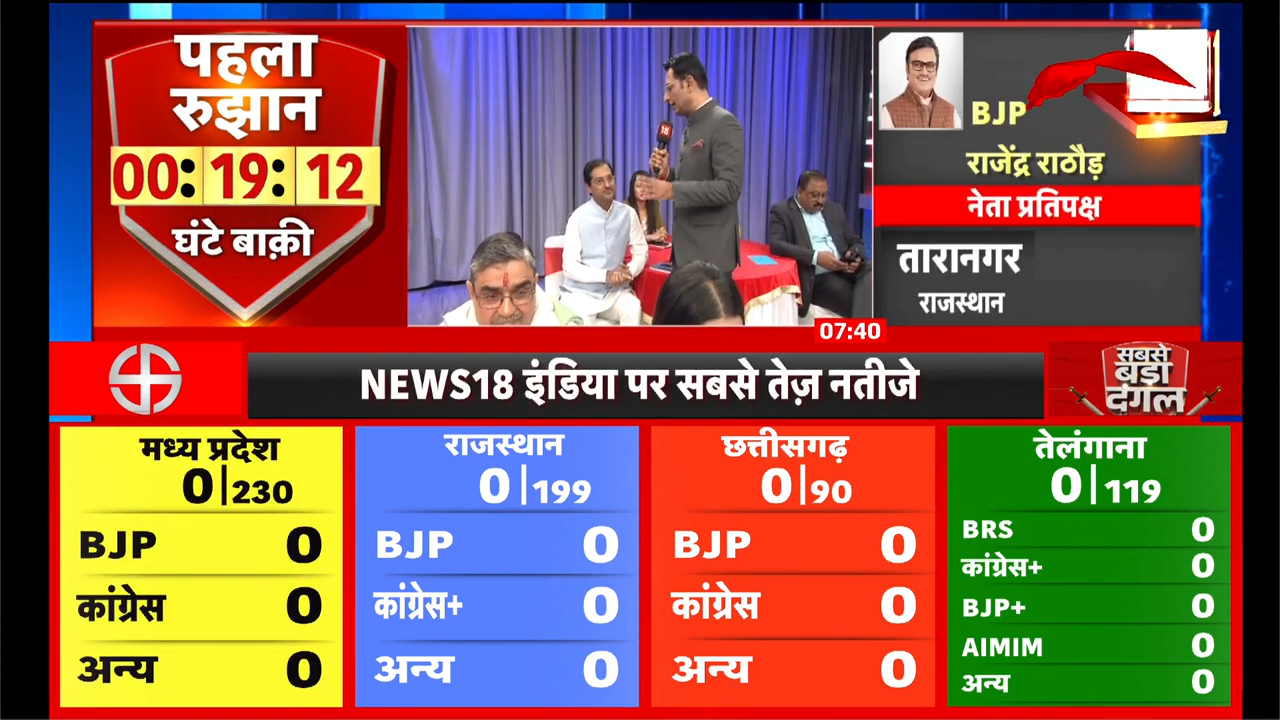 पहला
रुझान
00: 19: 12
घंटे बाक़ी
18
BJP
राजेंद्र राठौड़
नेता प्रतिपक्ष
तारानगर
राजस्थान
07:40
NEWS18 इंडिया पर सबसे तेज़ नतीजे
सबसे
बड़ा
दंगल
मध्य प्रदेश
0|230
BJP 0
कांग्रेस 0
अन्य 0
राजस्थान
0|199
BJP 0
कांग्रेस+ 0
अन्य 0
छत्तीसगढ़
0|90
BJP 0
कांग्रेस 0
अन्य 0
तेलंगाना
0|119
BRS 0
कांग्रेस+ 0
BJP+ 0
AIMIM 0
अन्य 0